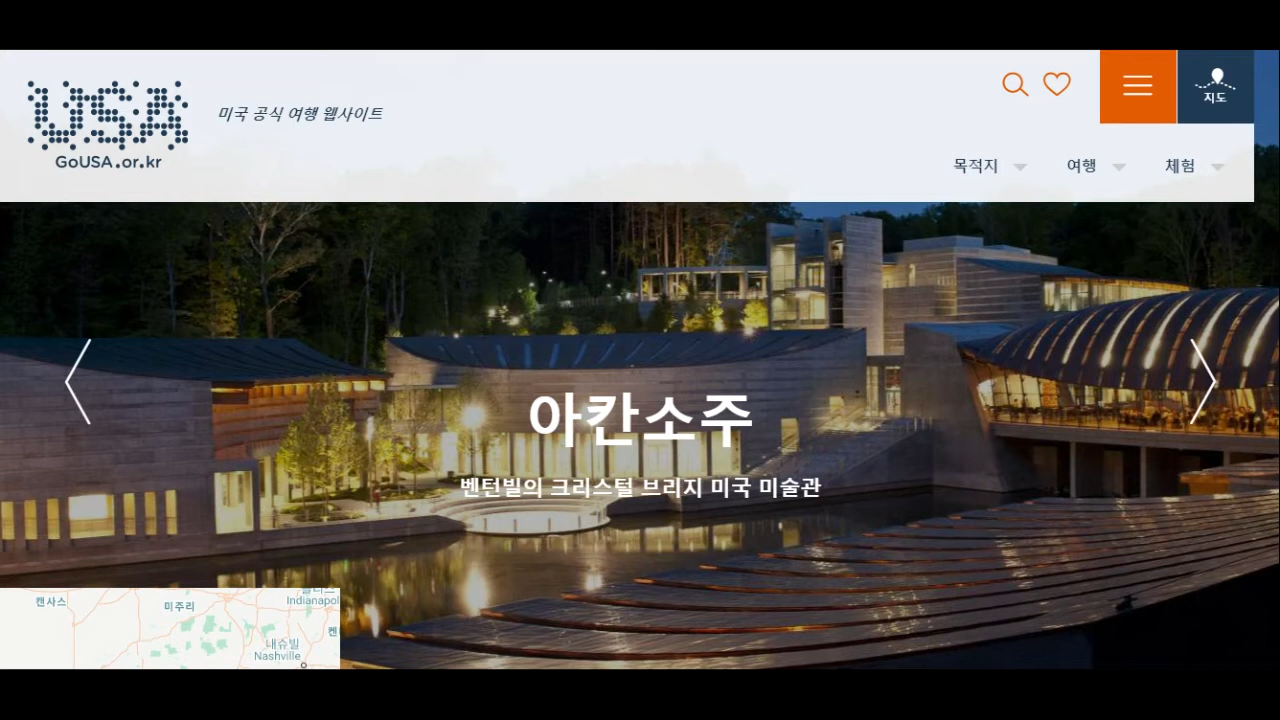 USA
GoUSA.or.kr
미국 공식 여행 웹사이트
지도
목적지
여행
체험
아칸소주
벤턴빌의 크리스털 브리지 미국 미술관
캔사스
미주리
Indianapol
켄
내슈빌
Nashville